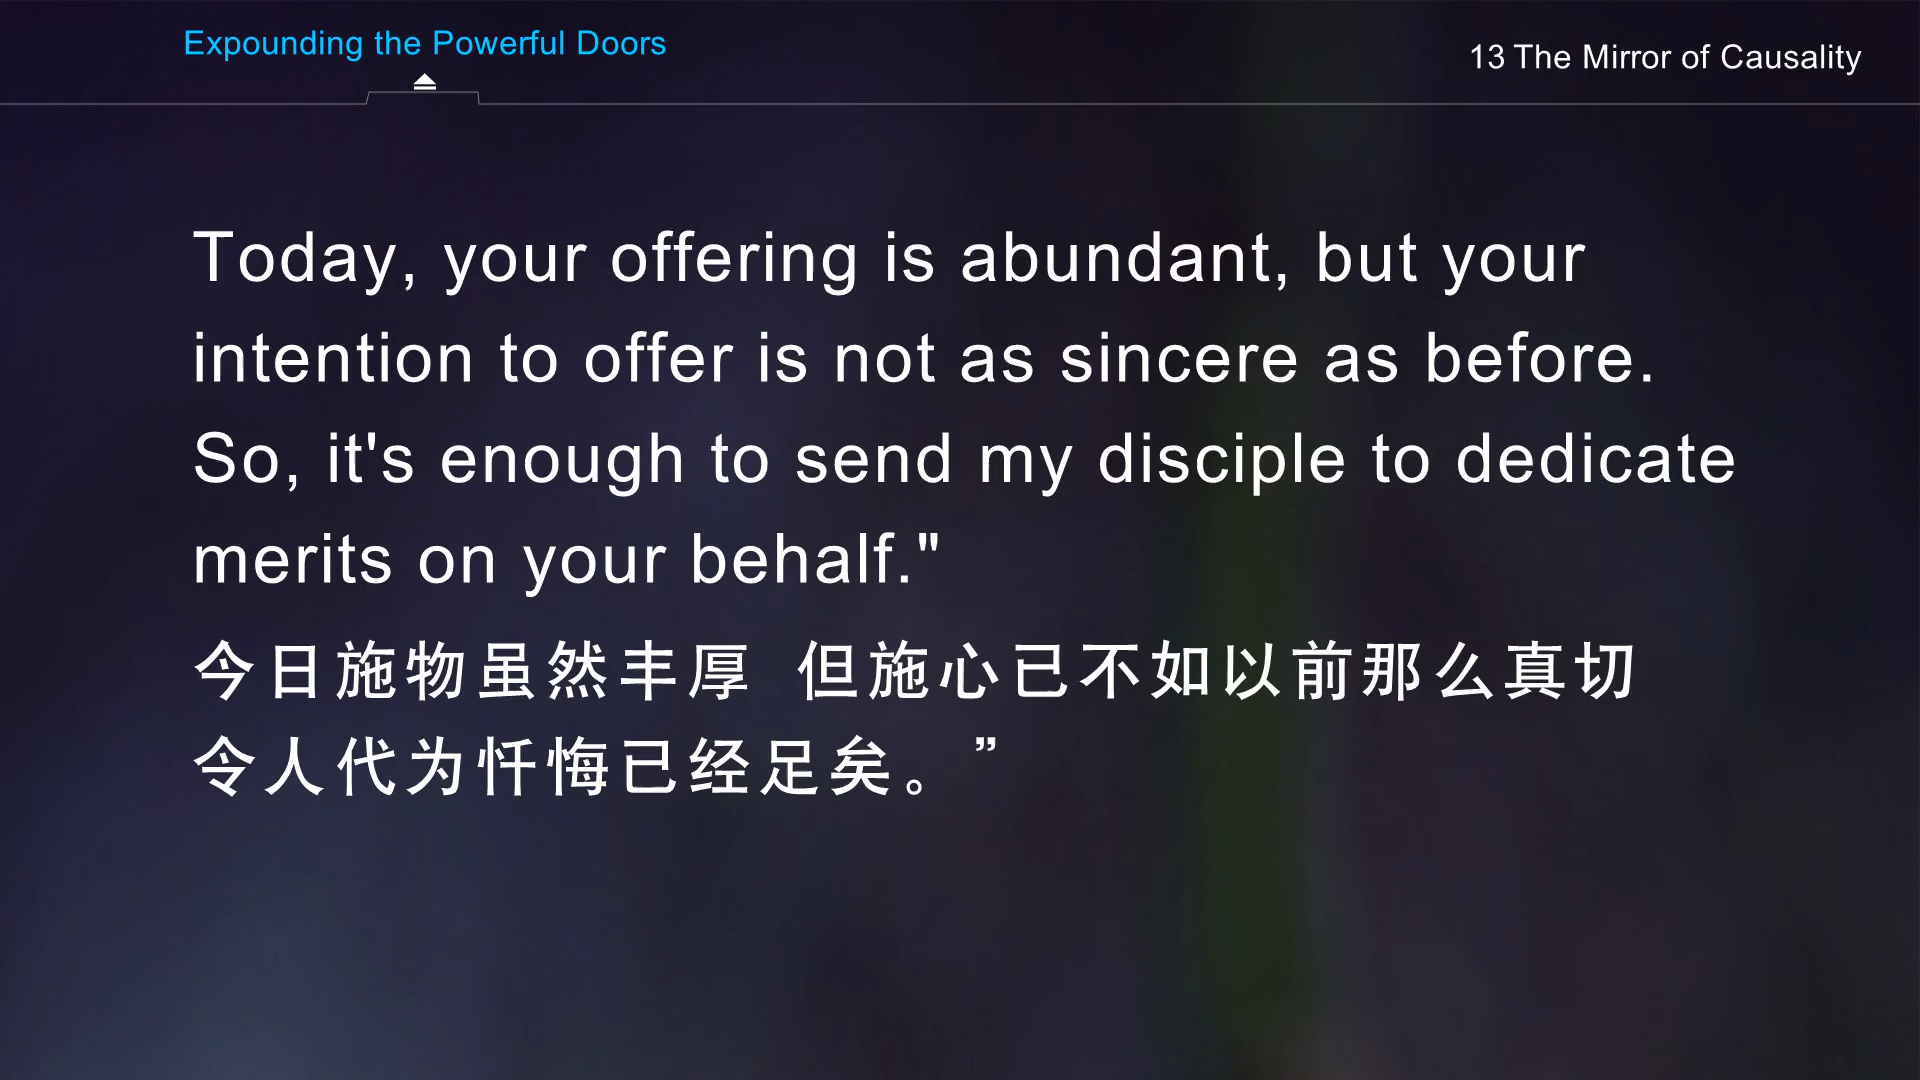 Expounding the Powerful Doors
13 The Mirror of Causality
Today, your offering is abundant, but your
intention to offer is not as sincere as before.
So, it's enough to send my disciple to dedicate
merits on your behalf."
今日施物虽然丰厚 但施心已不如以前那么真切
令人代为忏悔已经足矣。”